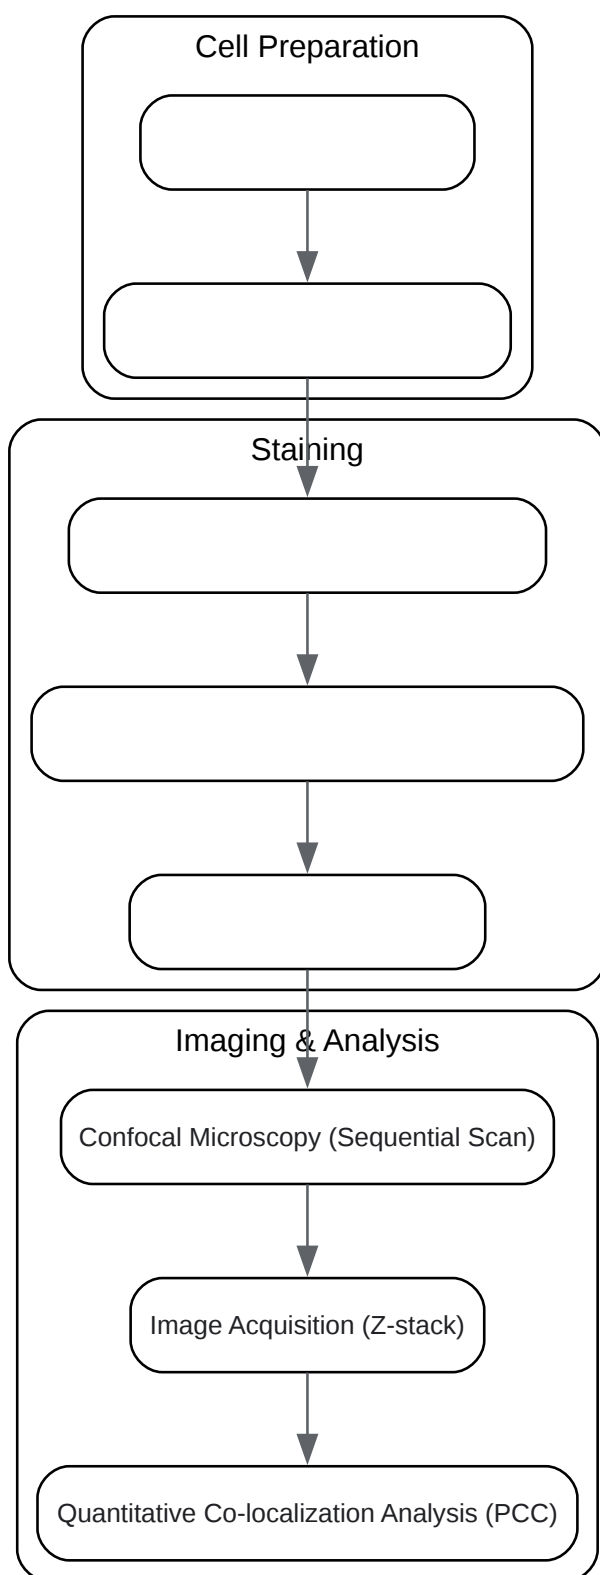 Cell Preparation
Staining
Imaging & Analysis
Confocal Microscopy (Sequential Scan)
Image Acquisition (Z-stack)
Quantitative Co-localization Analysis (PCC)